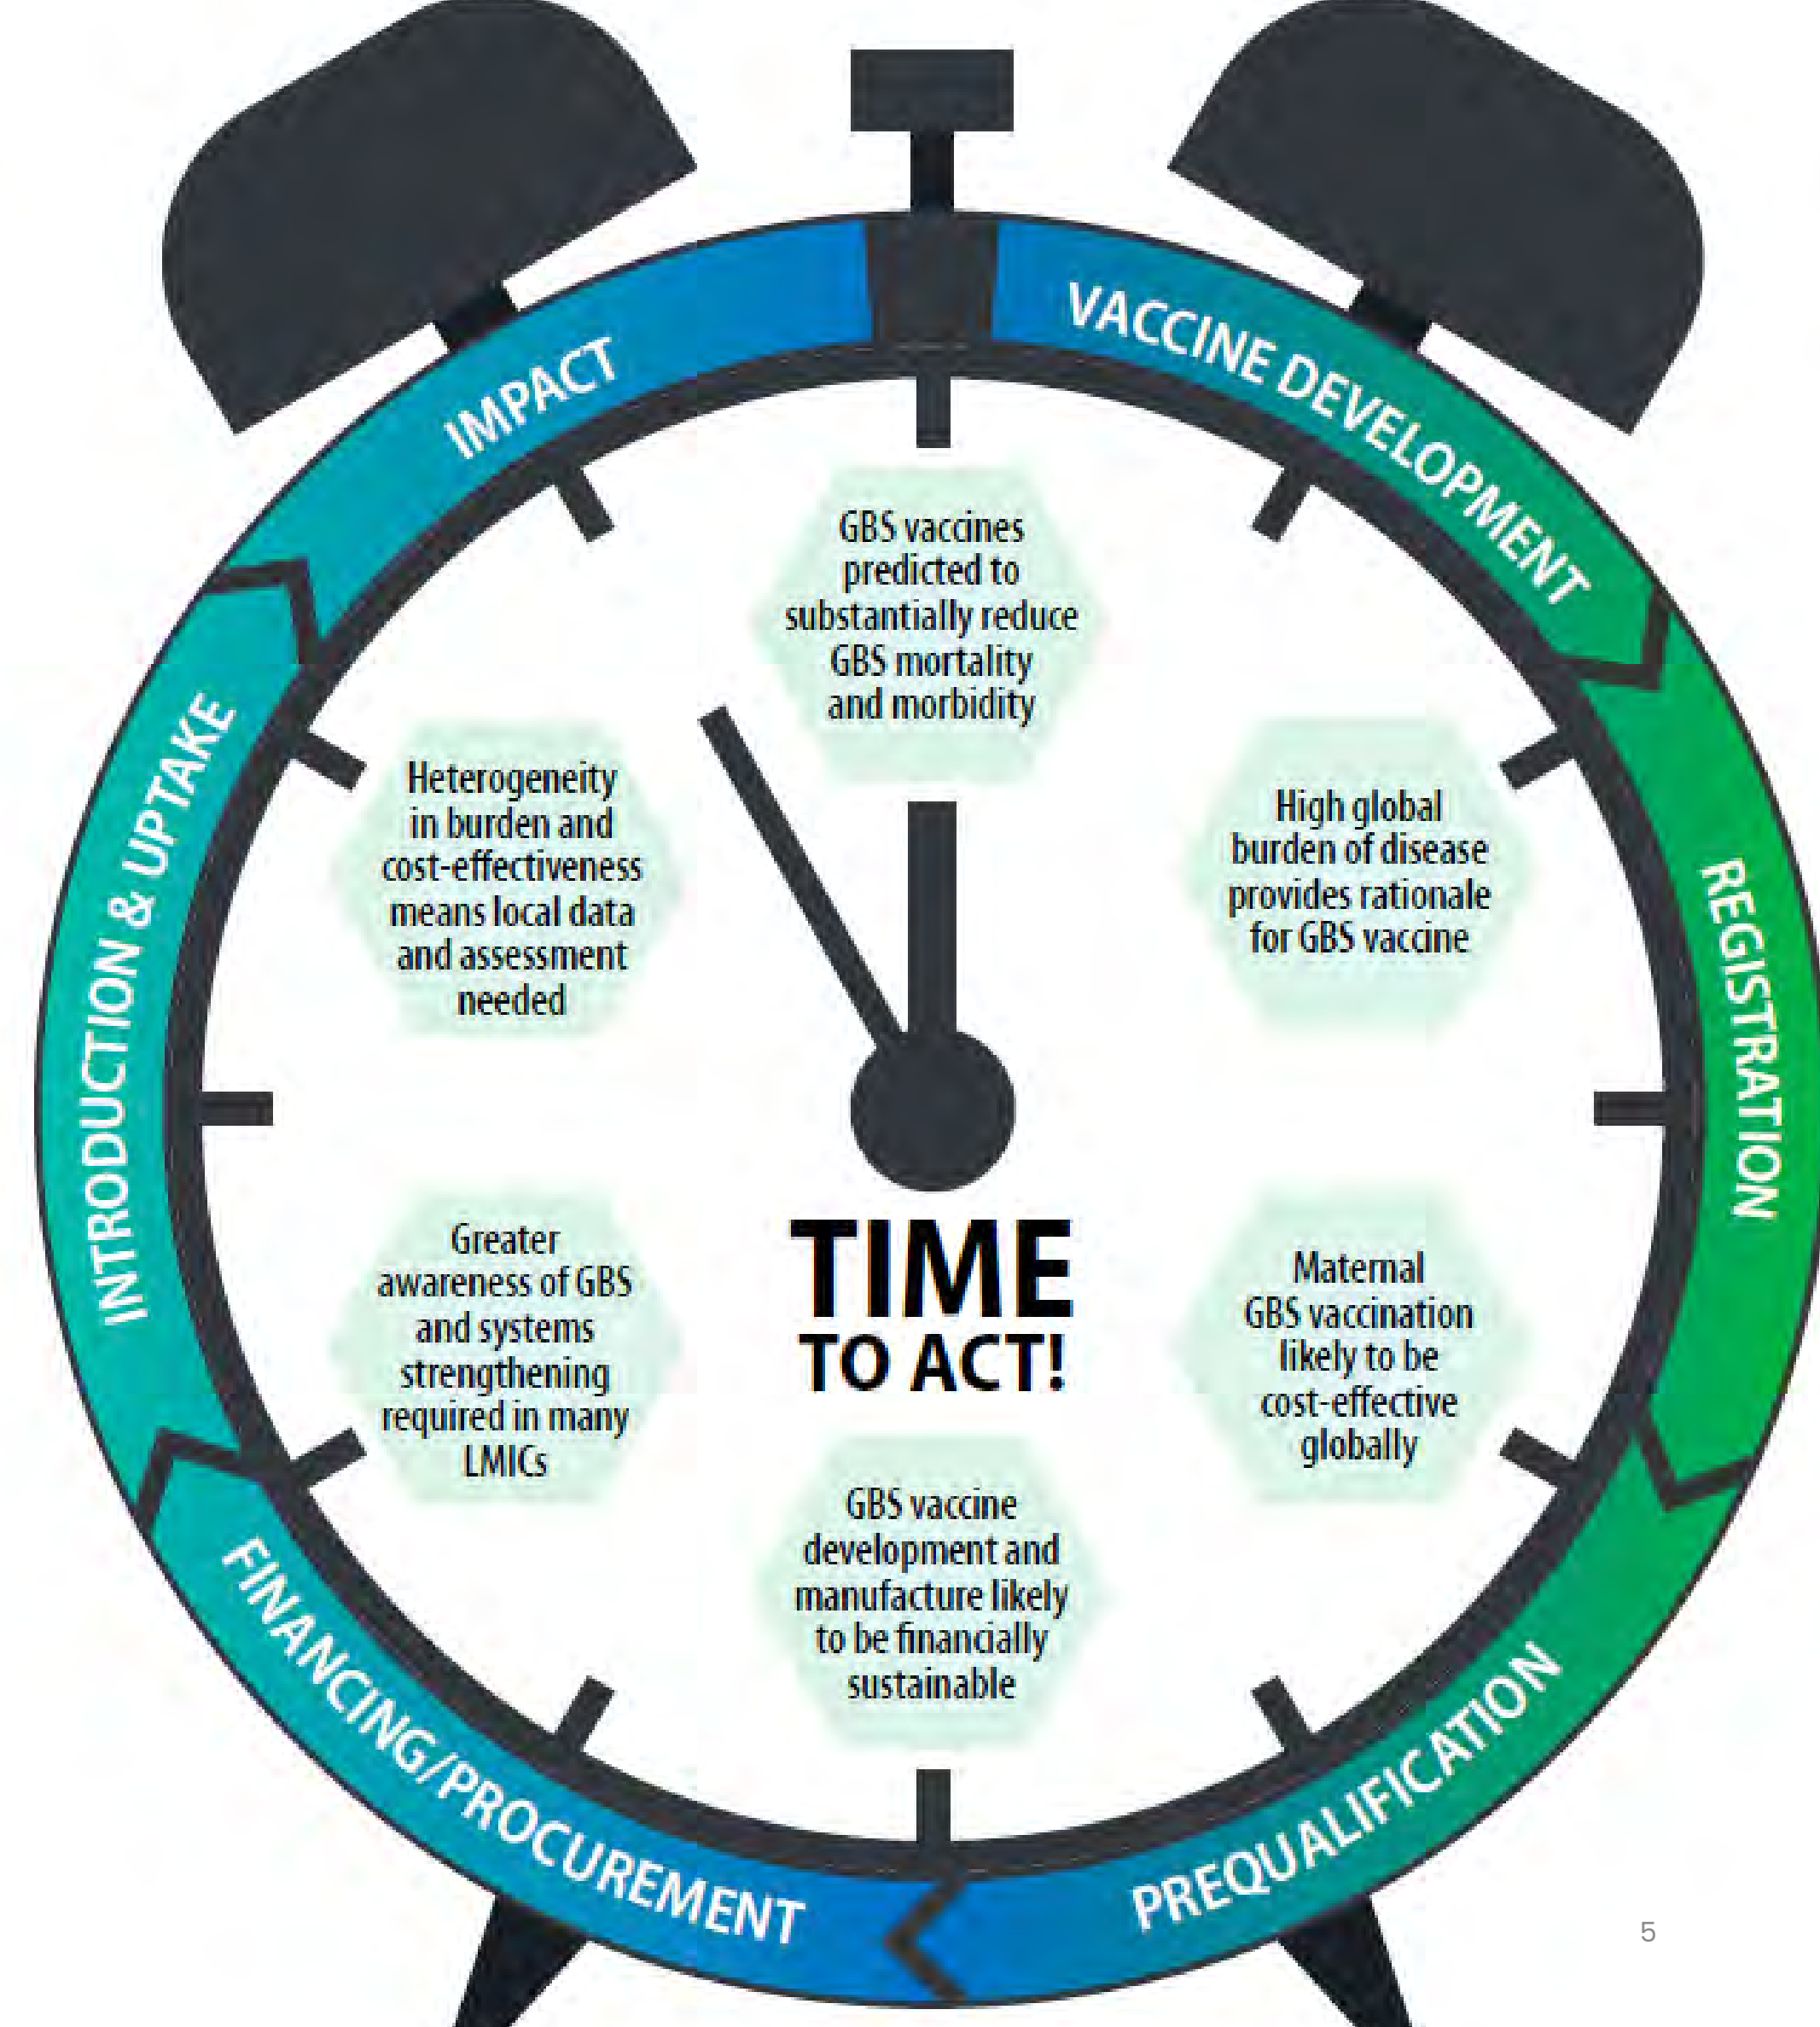 VACCINE DEVELOPMENT
REGISTRATION
PREQUALIFICATION
FINANCING/PROCUREMENT
INTRODUCTION & UPTAKE
IMPACT
GBS vaccines
predicted to
substantially reduce
GBS mortality
and morbidity
High global
burden of disease
provides rationale
for GBS vaccine
Maternal
GBS vaccination
likely to be
cost-effective
globally
GBS vaccine
development and
manufacture likely
to be financially
sustainable
Greater
awareness of GBS
and systems
strengthening
required in many
LMICs
Heterogeneity
in burden and
cost-effectiveness
means local data
and assessment
needed
TIME
TO ACT!
5